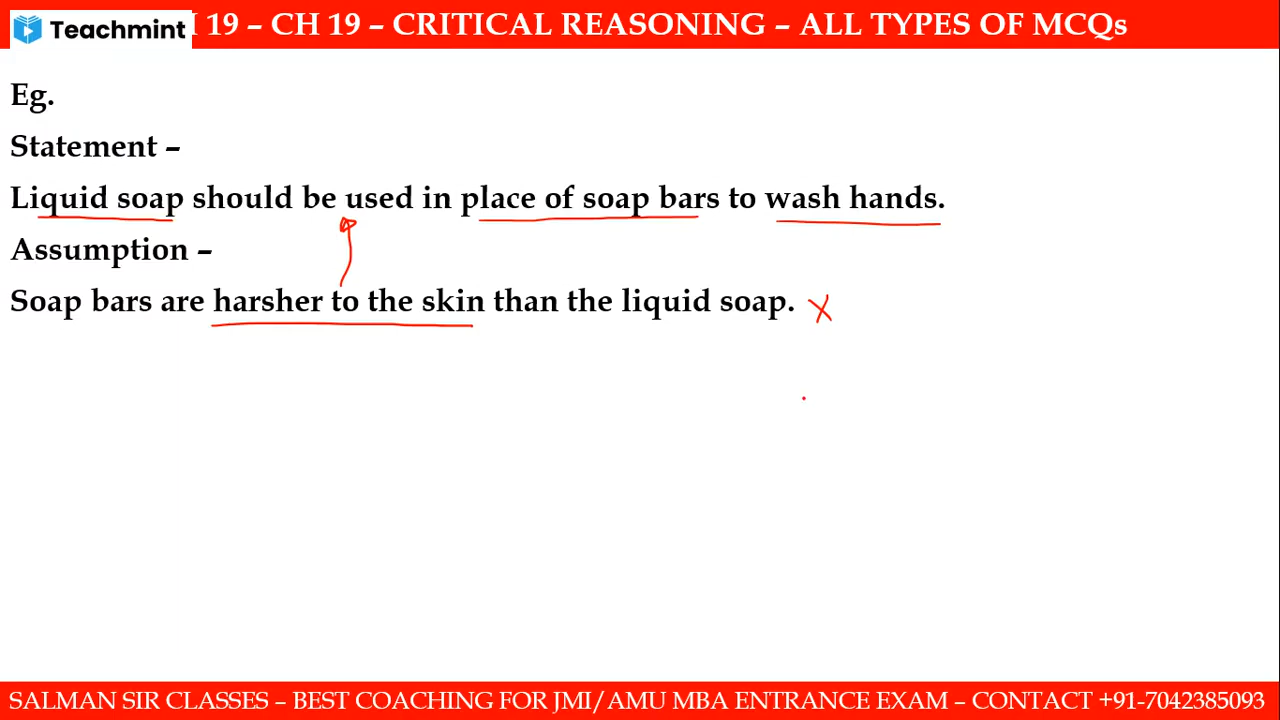 Teachmint 19 – CH 19 – CRITICAL REASONING – ALL TYPES OF MCQs
Eg.
Statement –
Liquid soap should be used in place of soap bars to wash hands.
Assumption –
Soap bars are harsher to the skin than the liquid soap. X
SALMAN SIR CLASSES – BEST COACHING FOR JMI/AMU MBA ENTRANCE EXAM – CONTACT +91-7042385093